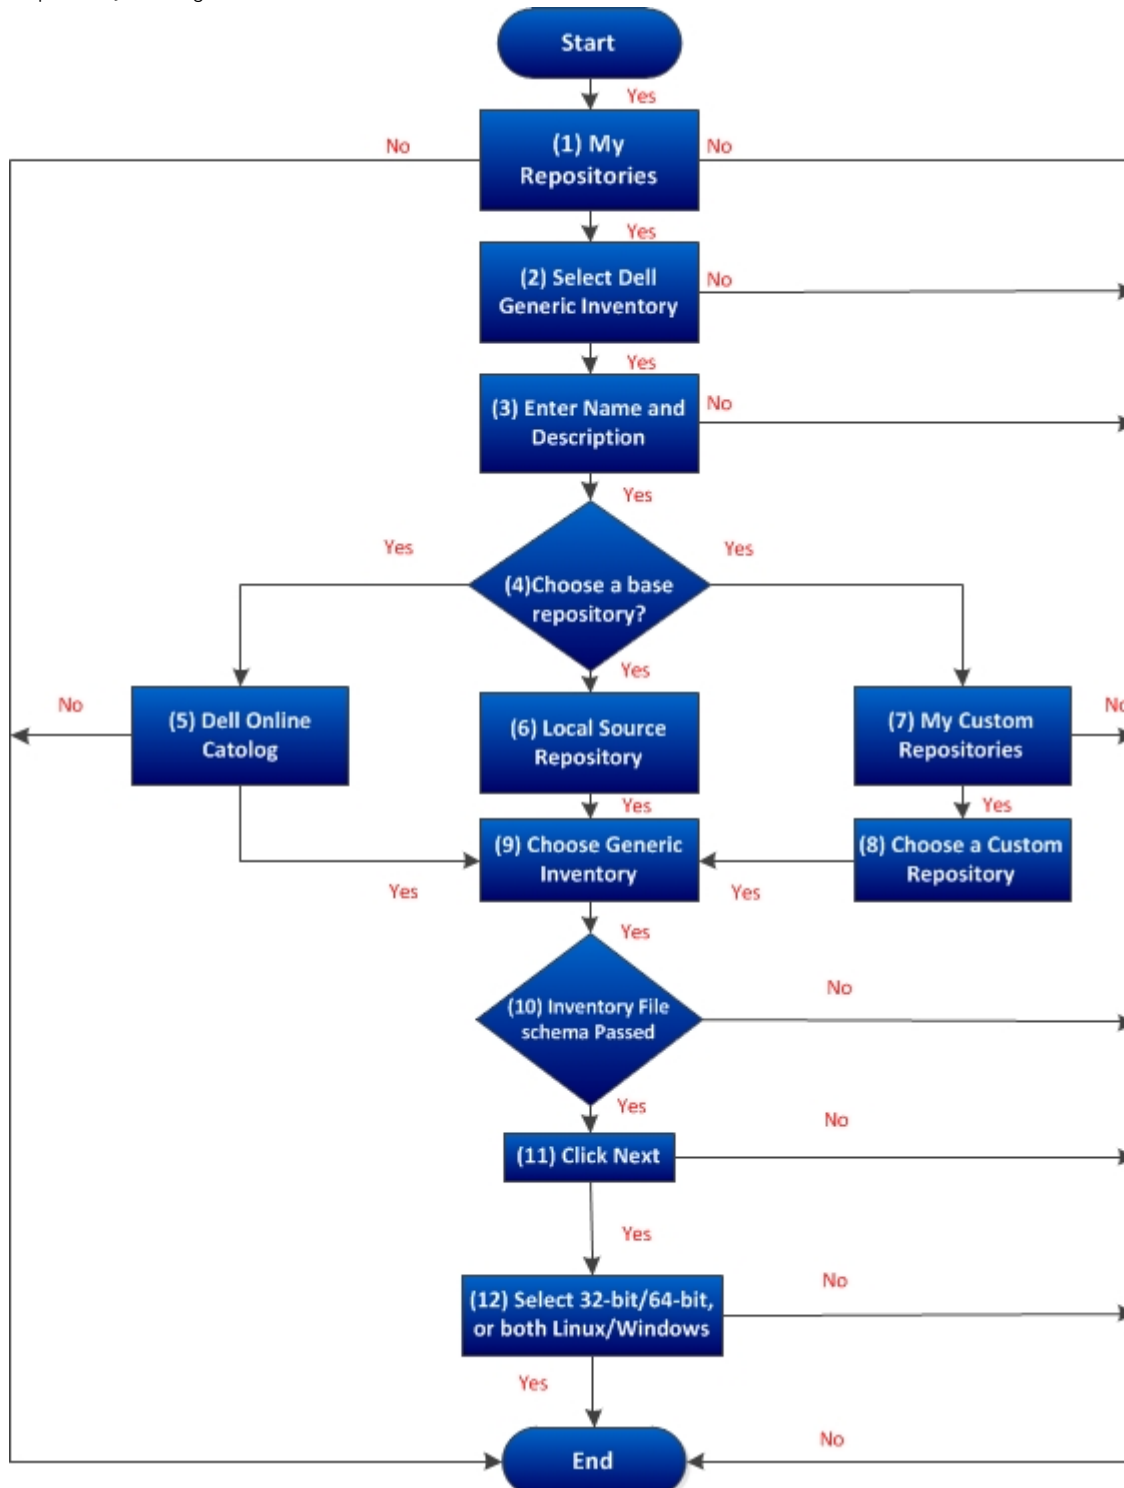 Start
Yes
No
(1) My
Repositories
No
Yes
(2) Select Dell
Generic Inventory
No
Yes
(3) Enter Name and
Description
No
Yes
Yes
Yes
(4)Choose a base
repository?
Yes
No
(5) Dell Online
Catolog
(6) Local Source
Repository
(7) My Custom
Repositories
No
Yes
Yes
(9) Choose Generic
Inventory
(8) Choose a Custom
Repository
Yes
Yes
Yes
(10) Inventory File
schema Passed
No
Yes
No
(11) Click Next
Yes
No
(12) Select 32-bit/64-bit,
or both Linux/Windows
Yes
No
End